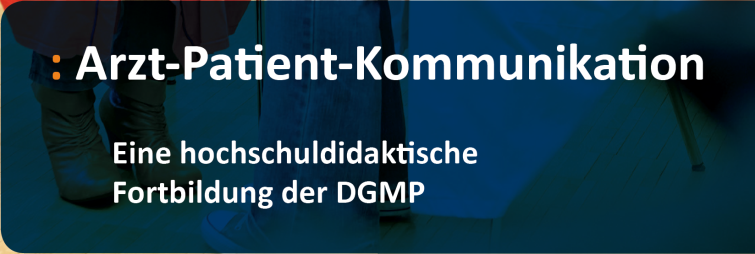 : Arzt-Patient-Kommunikation
Eine hochschuldidaktische
Fortbildung der DGMP